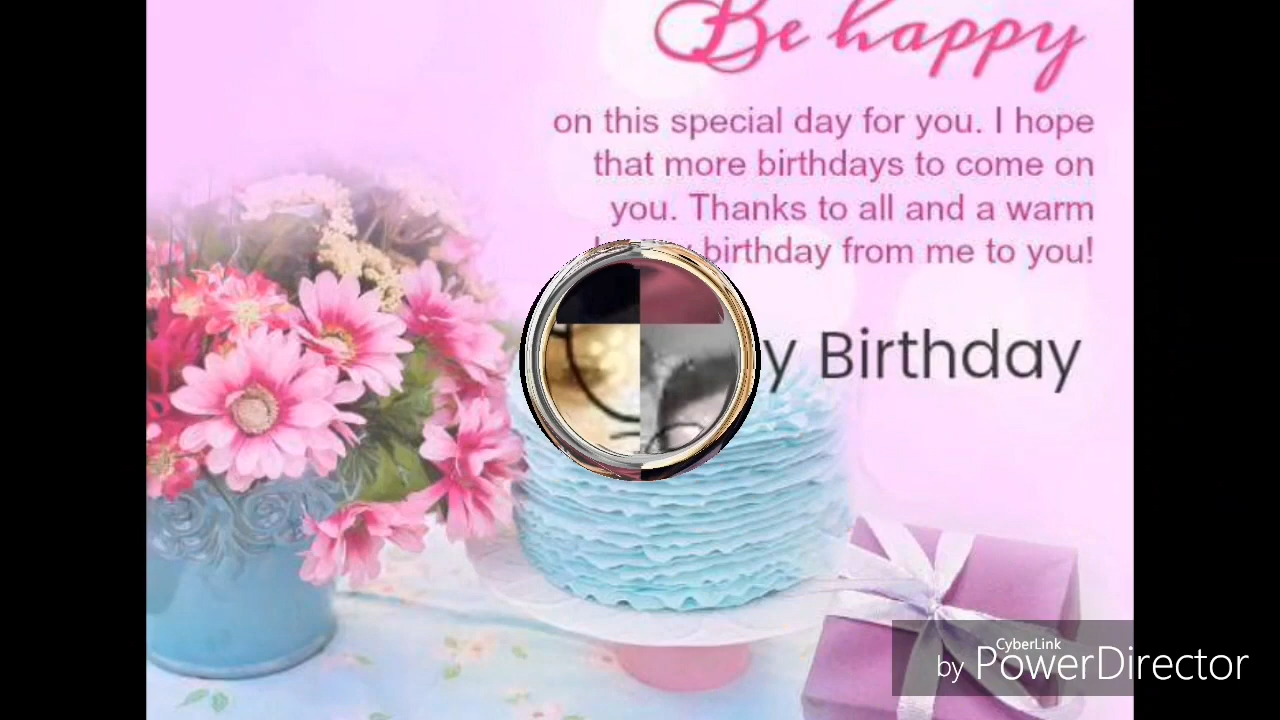 Be happy
on this special day for you. I hope
that more birthdays to come on
you. Thanks to all and a warm
birthday from me to you!
Birthday
CyberLink
by PowerDirector